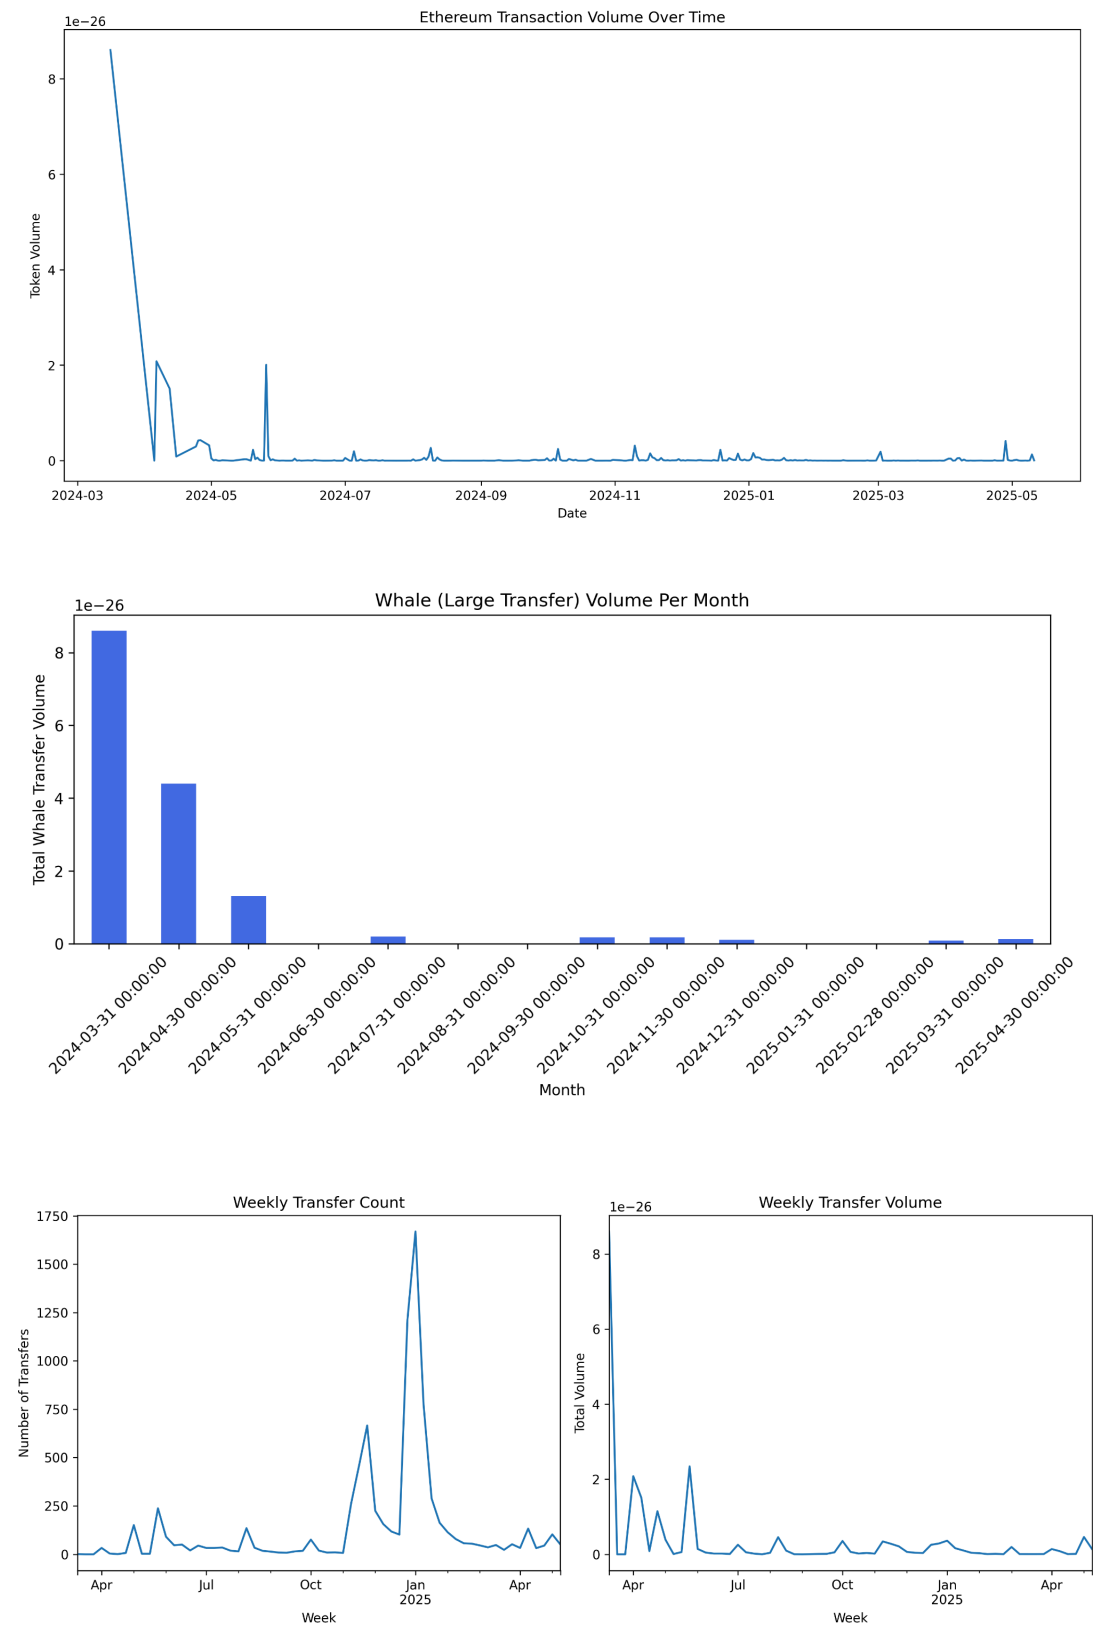 Ethereum Transaction Volume Over Time
1e−26
8
6
4
2
0
Token Volume
2024-03 2024-05 2024-07 2024-09 2024-11 2025-01 2025-03 2025-05
Date
Whale (Large Transfer) Volume Per Month
1e−26
8
6
4
2
0
Total Whale Transfer Volume
2024-03-31 00:00:00
2024-04-30 00:00:00
2024-05-31 00:00:00
2024-06-30 00:00:00
2024-07-31 00:00:00
2024-08-31 00:00:00
2024-09-30 00:00:00
2024-10-31 00:00:00
2024-11-30 00:00:00
2024-12-31 00:00:00
2025-01-31 00:00:00
2025-02-28 00:00:00
2025-03-31 00:00:00
2025-04-30 00:00:00
Month
Weekly Transfer Count
1750
1500
1250
1000
750
500
250
0
Number of Transfers
Apr Jul Oct Jan Apr
2025
Week
Weekly Transfer Volume
1e−26
8
6
4
2
0
Total Volume
Apr Jul Oct Jan Apr
2025
Week